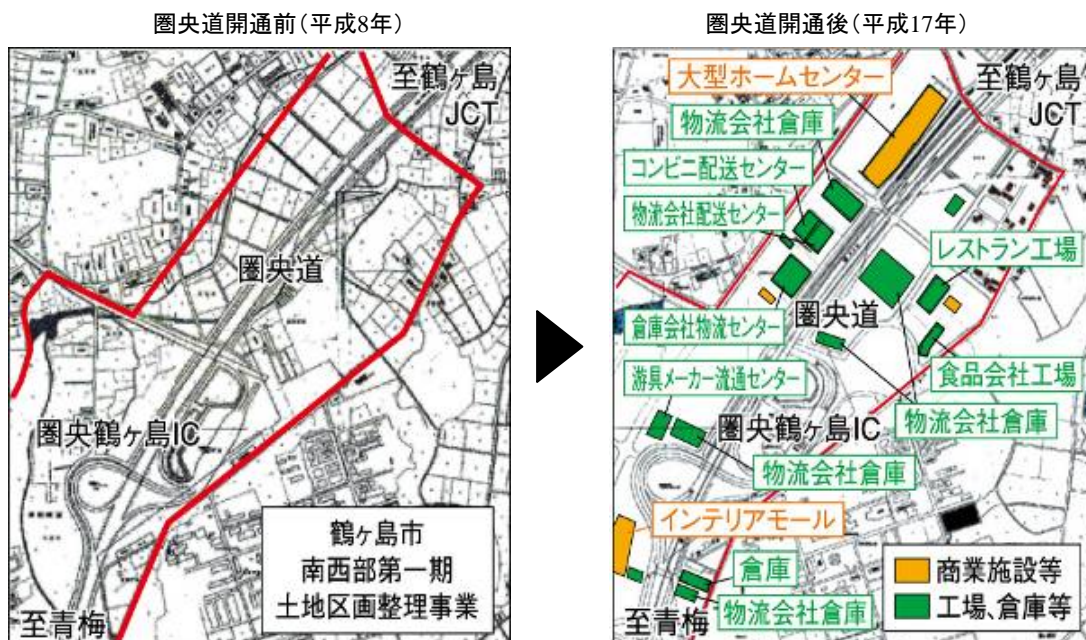 圏央道開通前(平成8年)
至鶴ヶ島
JCT
圏央道
圏央鶴ヶ島IC
鶴ヶ島市
南西部第一期
土地区画整理事業
至青梅
圏央道開通後(平成17年)
大型ホームセンター
至鶴ヶ島
JCT
物流会社倉庫
コンビニ配送センター
物流会社配送センター
レストラン工場
圏央道
倉庫会社物流センター
游具メーカー流通センター
食品会社工場
物流会社倉庫
圏央鶴ヶ島IC
物流会社倉庫
インテリアモール
倉庫
物流会社倉庫
至青梅
商業施設等
工場、倉庫等